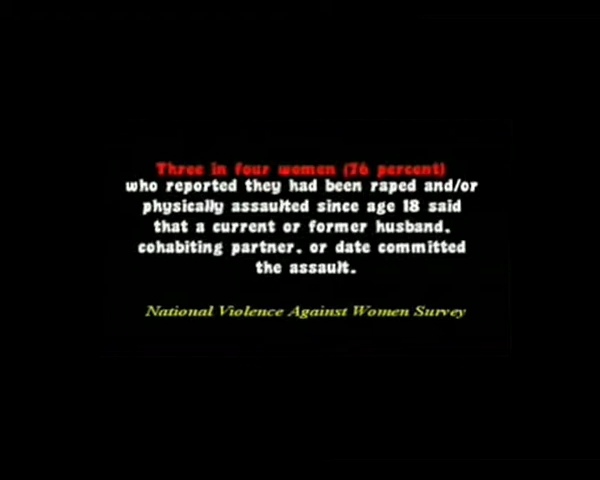 Three in four women (76 percent)
who reported they had been raped and/or
physically assaulted since age 18 said
that a current or former husband,
cohabiting partner, or date committed
the assault.
National Violence Against Women Survey